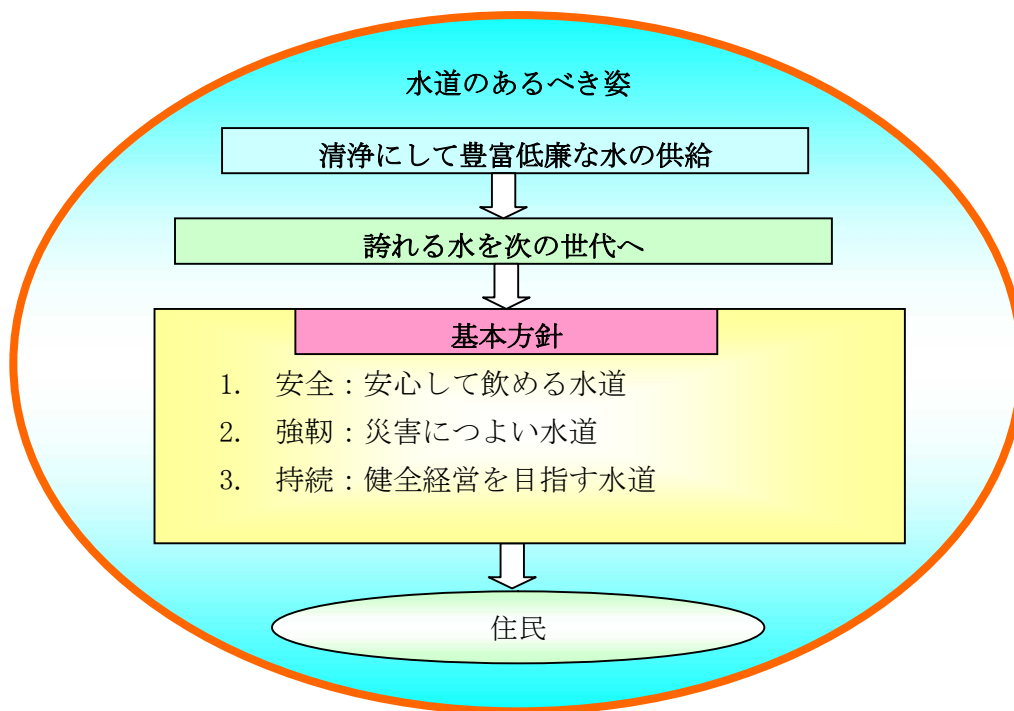 水道のあるべき姿
清浄にして豊富低廉な水の供給
誇れる水を次の世代へ
基本方針
1. 安全：安心して飲める水道
2. 強靭：災害につよい水道
3. 持続：健全経営を目指す水道
住民